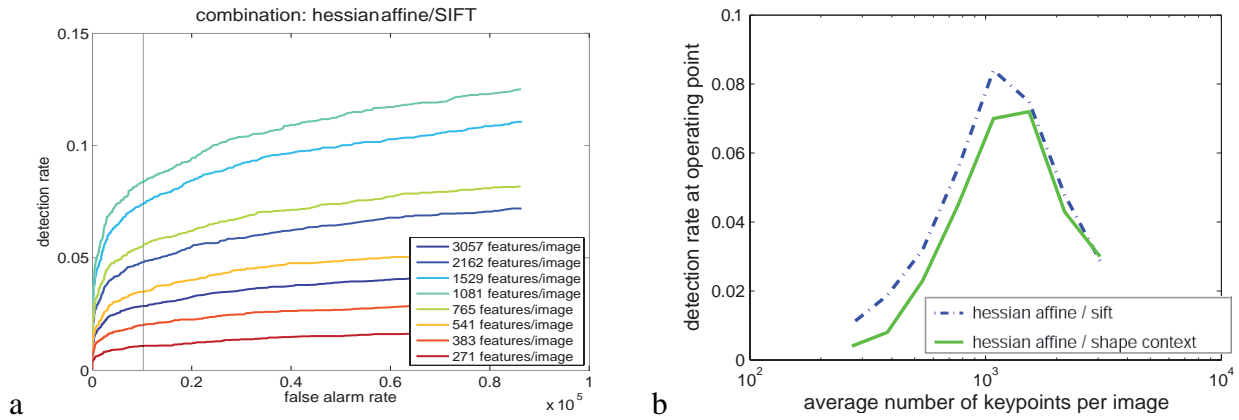 combination: hessianaffine/SIFT
0.15
0.1
0.05
0
detection rate
3057 features/image
2162 features/image
1529 features/image
1081 features/image
765 features/image
541 features/image
383 features/image
271 features/image
0 0.2 0.4 0.6 0.8 1
false alarm rate
x 10^5
a
0.1
0.08
0.06
0.04
0.02
0
detection rate at operating point
hessian affine / sift
hessian affine / shape context
10^2 10^3 10^4
average number of keypoints per image
b